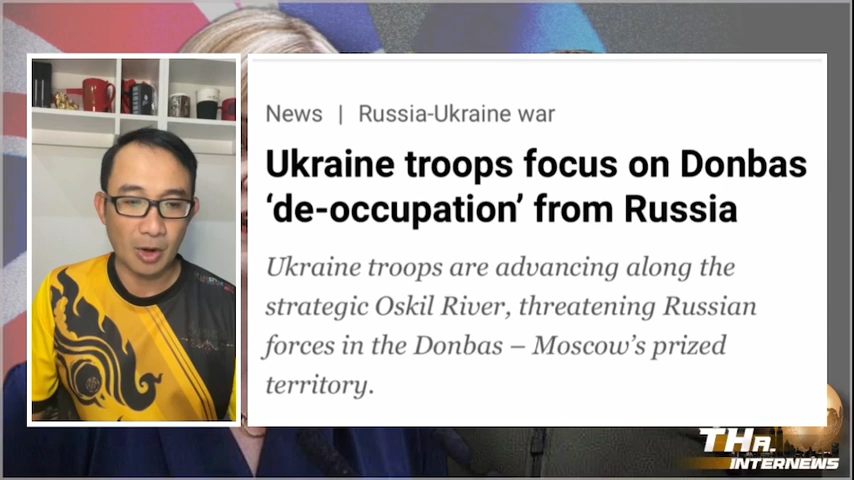 News | Russia-Ukraine war
Ukraine troops focus on Donbas
‘de-occupation’ from Russia
Ukraine troops are advancing along the
strategic Oskil River, threatening Russian
forces in the Donbas – Moscow’s prized
territory.
THR.
INTERNEWS